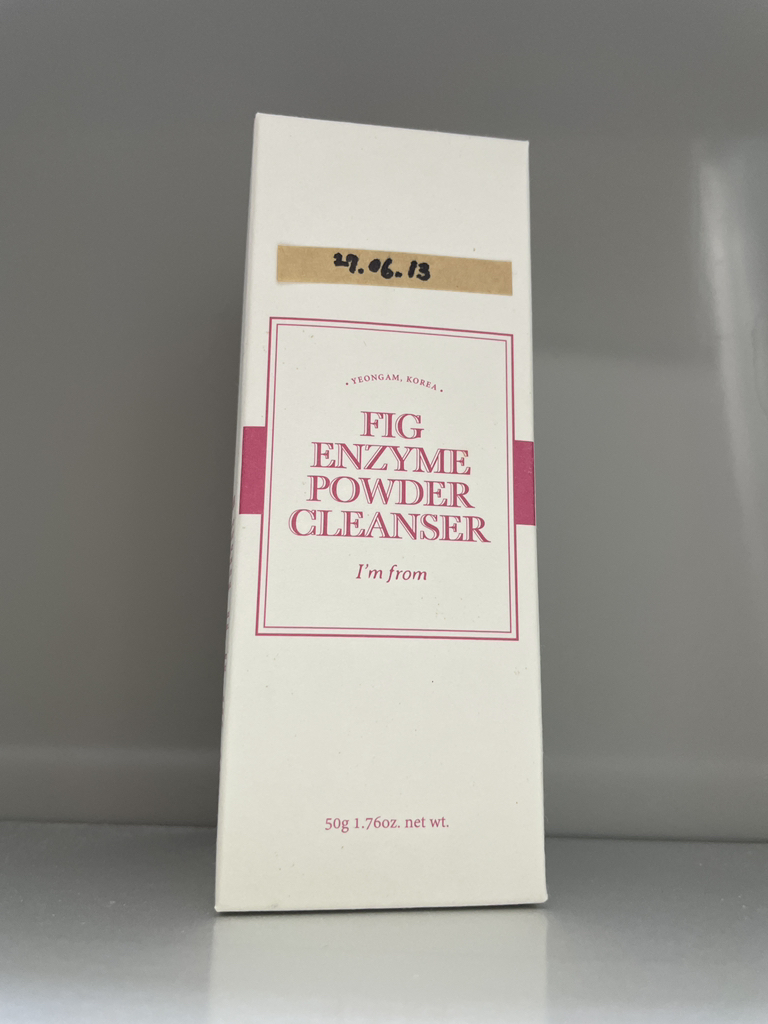 27.06.13
• YEONGAM, KOREA •
FIG
ENZYME
POWDER
CLEANSER
I'm from
50g 1.76oz. net wt.